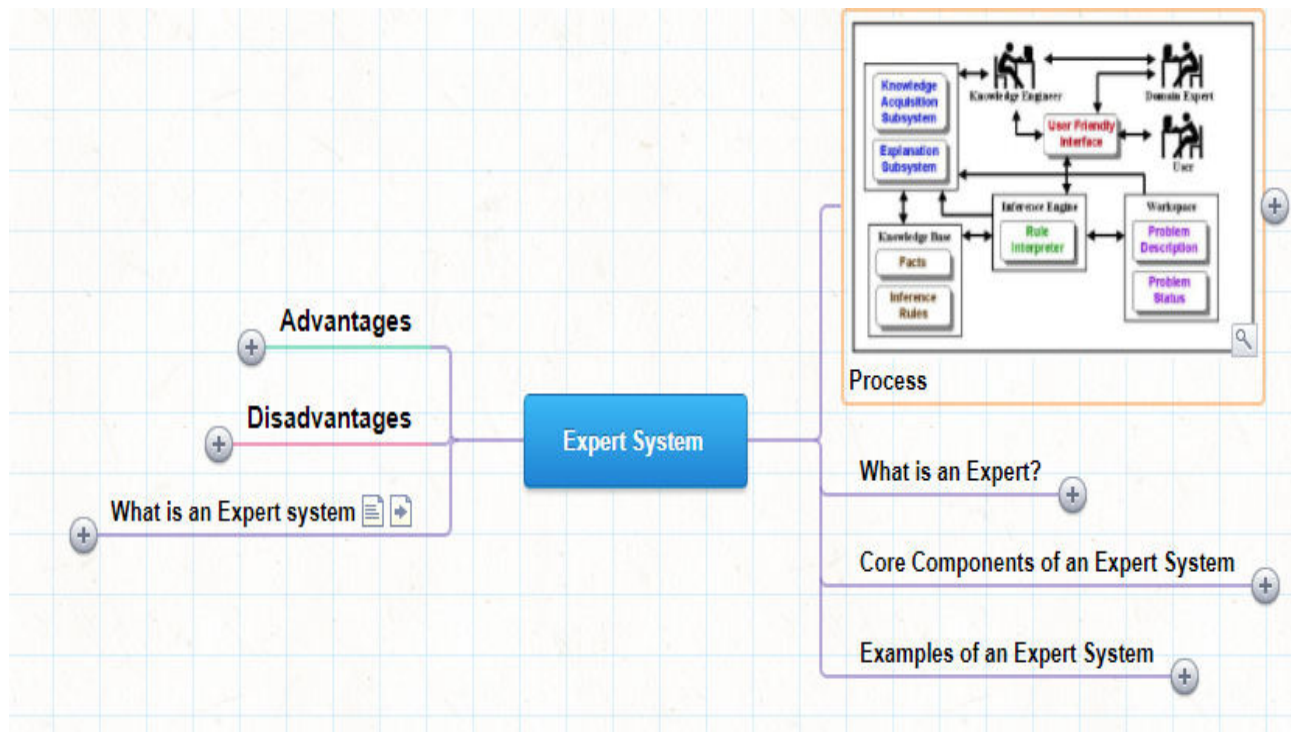 Knowledge Engineer
Domain Expert
Knowledge
Acquisition
Subsystem
Explanation
Subsystem
User Friendly
Interface
User
Inference Engine
Rule
Interpreter
Workspace
Problem
Description
Problem
Status
Knowledge Base
Facts
Inference
Rules
Process
Advantages
Disadvantages
What is an Expert system
Expert System
What is an Expert?
Core Components of an Expert System
Examples of an Expert System